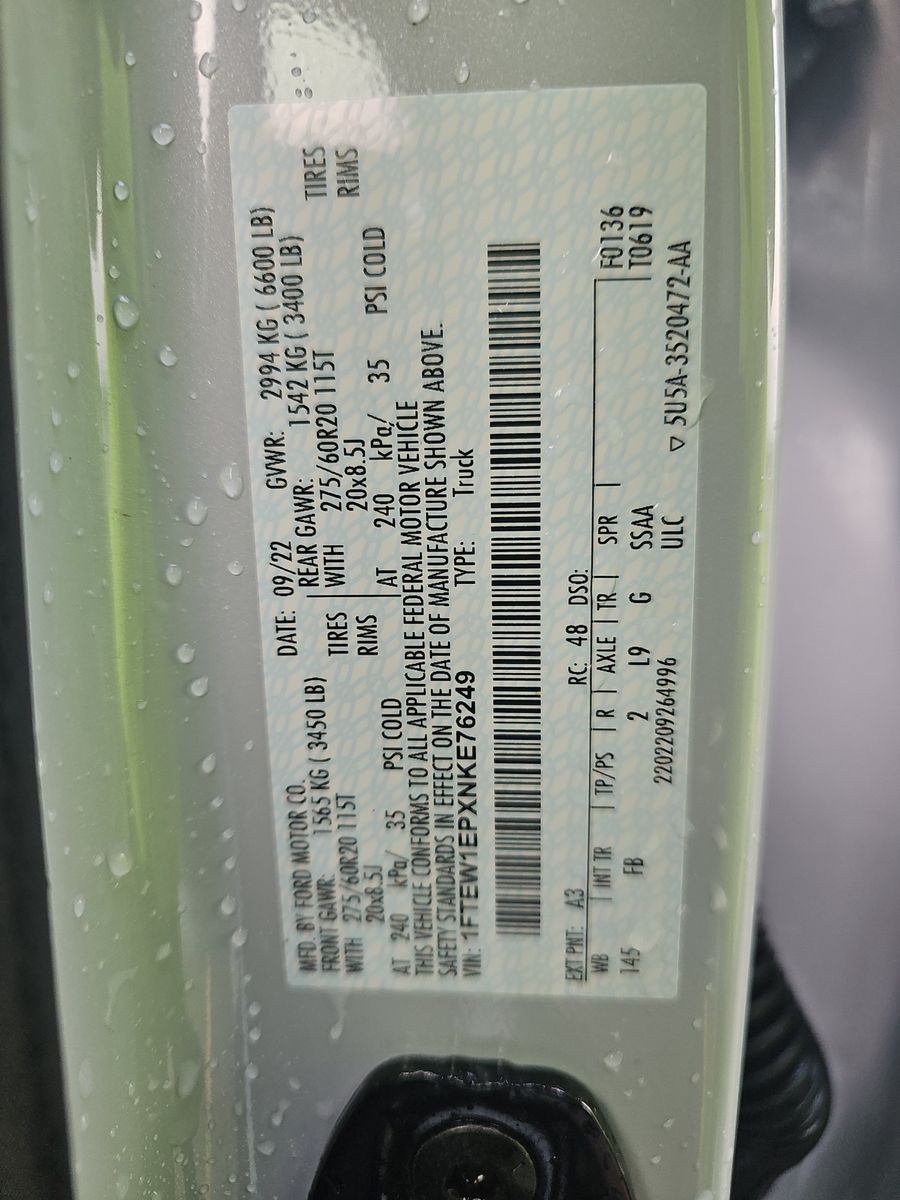 MFD. BY FORD MOTOR CO. DATE: 09/22 GVWR: 2994 KG ( 6600 LB)
FRONT GAWR: 1565 KG ( 3450 LB) REAR GAWR: 1542 KG ( 3400 LB)
WITH 275/60R20 115T TIRES WITH 275/60R20 115T TIRES
20x8.5J RIMS 20x8.5J RIMS
AT 240 kPa/ 35 PSI COLD AT 240 kPa/ 35 PSI COLD
THIS VEHICLE CONFORMS TO ALL APPLICABLE FEDERAL MOTOR VEHICLE
SAFETY STANDARDS IN EFFECT ON THE DATE OF MANUFACTURE SHOWN ABOVE.
VIN: 1FTEW1EPXNKE76249 TYPE: Truck
EXT PNT: A3 RC: 48 DSO:
WB INT TR TP/PS R AXLE TR SPR F0136
145 FB 2 L9 G SSAA T0619
2202209264996 ULC
▽ 5U5A-3520472-AA